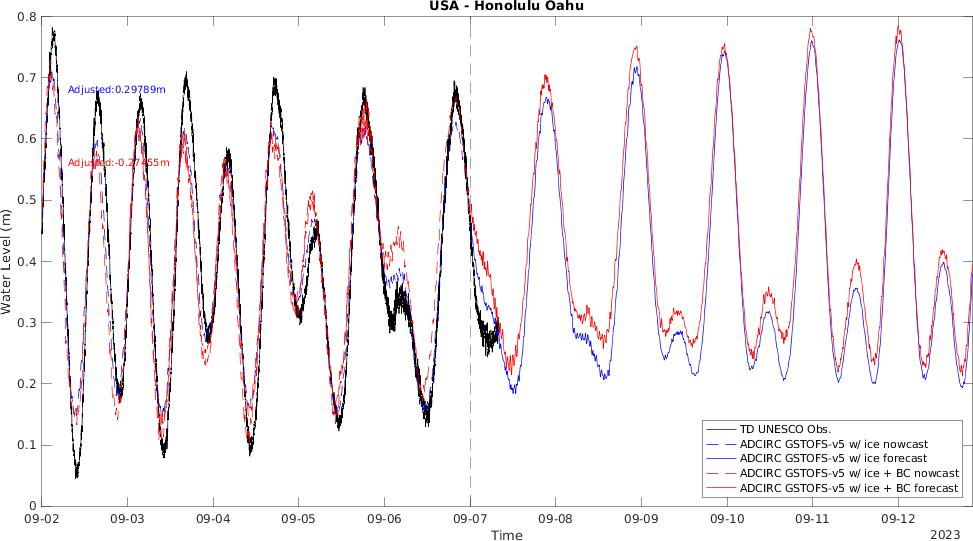 USA - Honolulu Oahu
0.8
0.7
Adjusted:0.29789m
0.6
Adjusted:-0.27455m
0.5
0.4
0.3
0.2
0.1
0
Water Level (m)
TD UNESCO Obs.
ADCIRC GSTOFS-v5 w/ ice nowcast
ADCIRC GSTOFS-v5 w/ ice forecast
ADCIRC GSTOFS-v5 w/ ice + BC nowcast
ADCIRC GSTOFS-v5 w/ ice + BC forecast
09-02 09-03 09-04 09-05 09-06 09-07 09-08 09-09 09-10 09-11 09-12
Time
2023